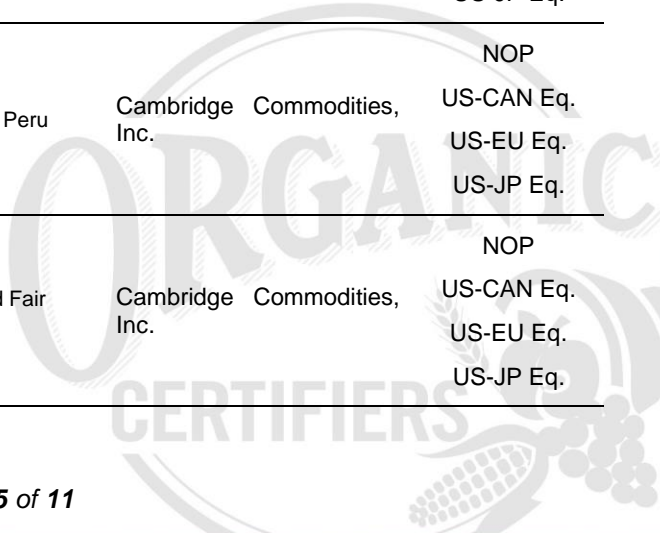 NOP
Peru
Cambridge Commodities,
Inc.
US-CAN Eq.
US-EU Eq.
US-JP Eq.
NOP
Fair
Cambridge Commodities,
Inc.
US-CAN Eq.
US-EU Eq.
US-JP Eq.
ORGANIC
CERTIFIERS
5 of 11